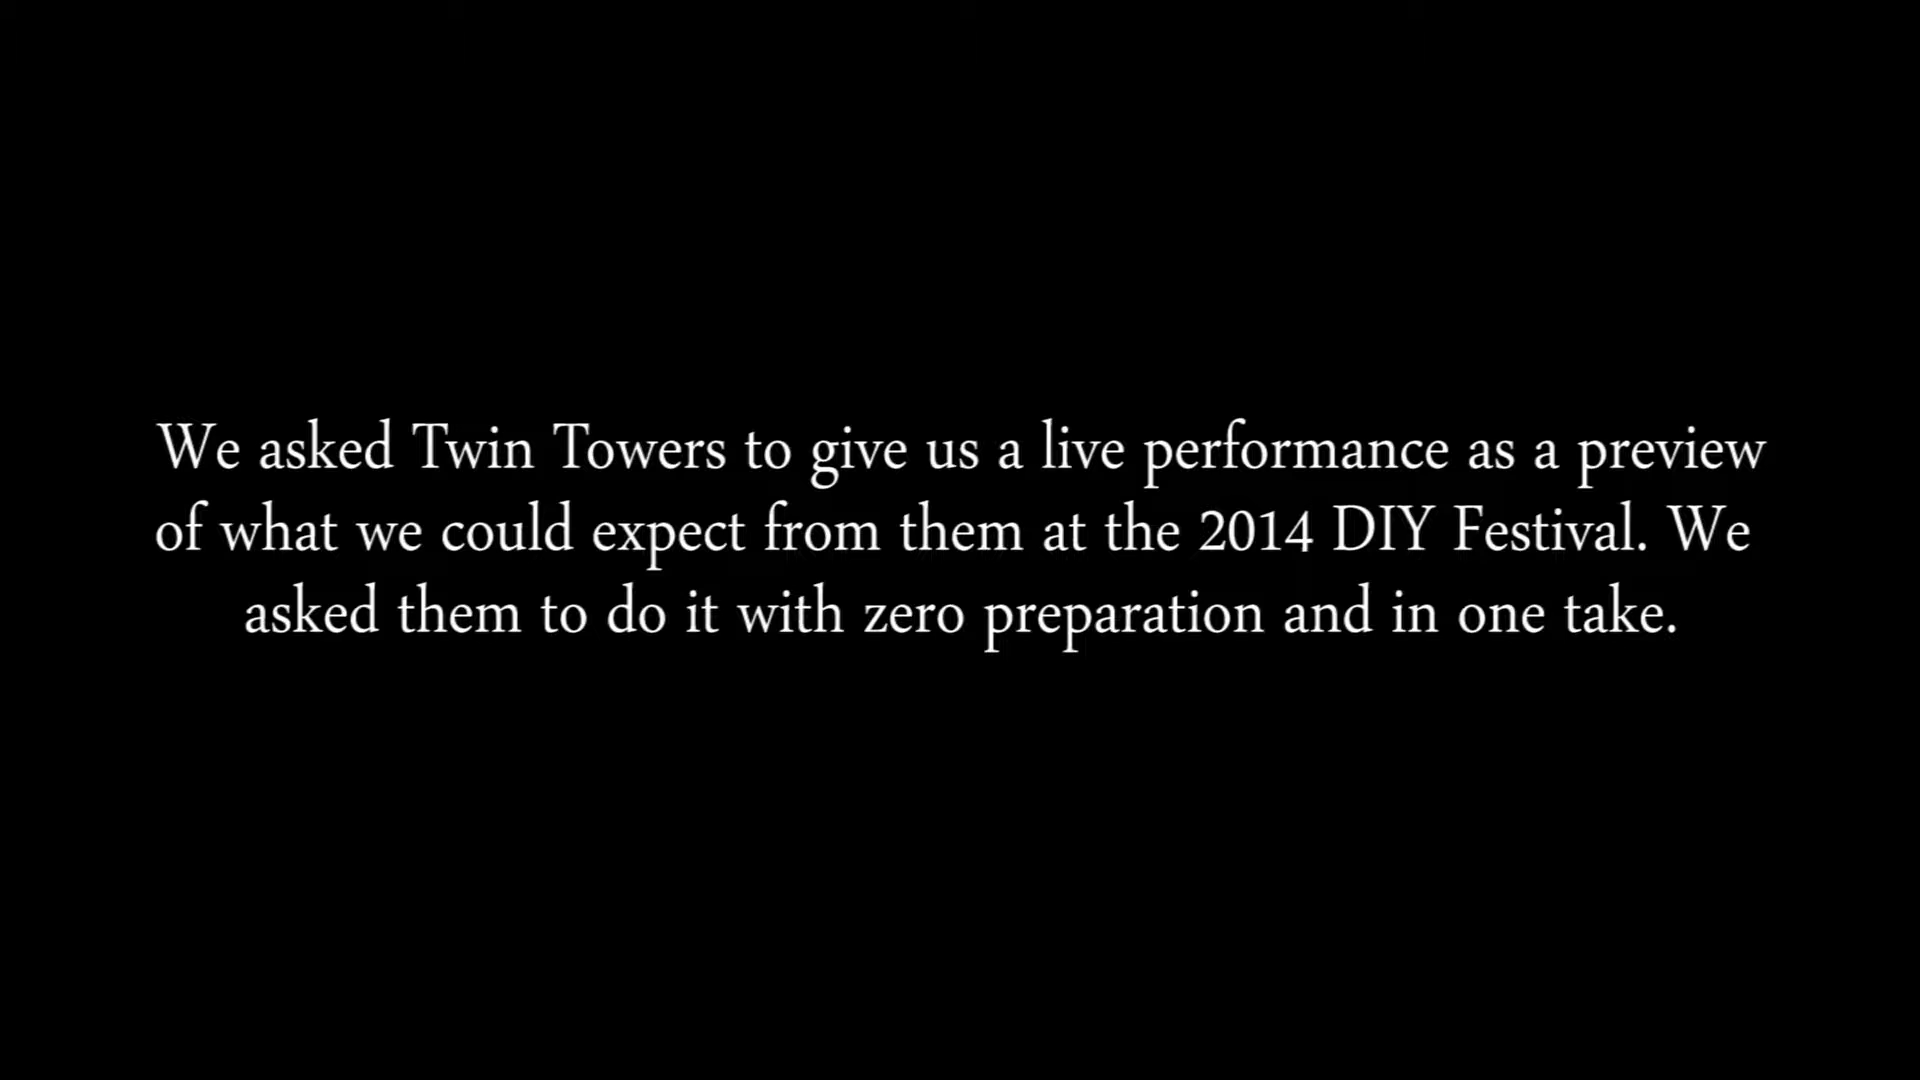 We asked Twin Towers to give us a live performance as a preview
of what we could expect from them at the 2014 DIY Festival. We
asked them to do it with zero preparation and in one take.